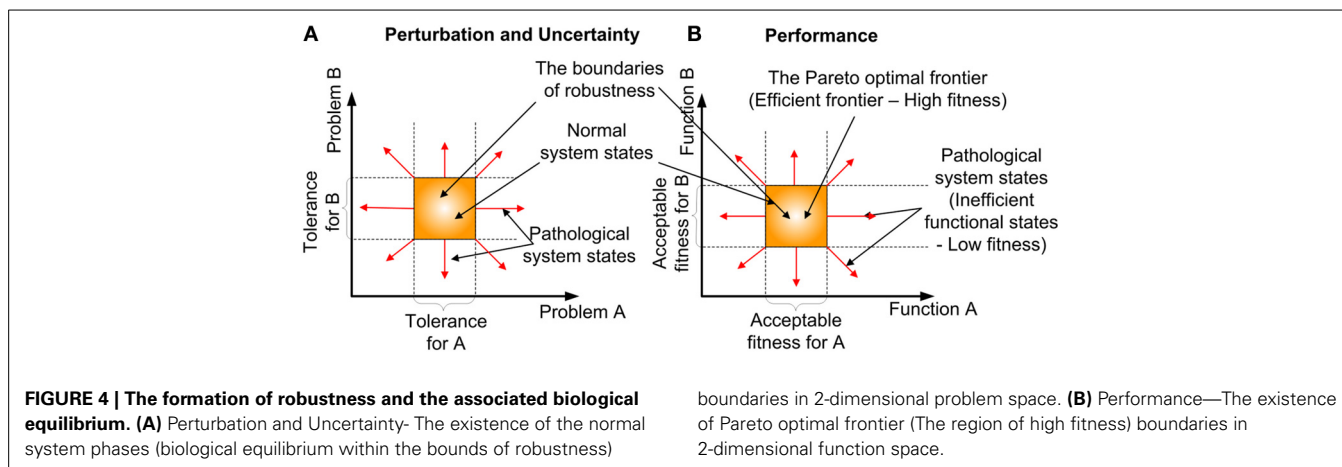 A
Perturbation and Uncertainty
Problem B
The boundaries
of robustness
Normal
system states
Tolerance
for B
Pathological
system states
Problem A
Tolerance
for A
B
Performance
Function B
The Pareto optimal frontier
(Efficient frontier – High fitness)
Acceptable
fitness for B
Pathological
system states
(Inefficient
functional states
- Low fitness)
Function A
Acceptable
fitness for A
FIGURE 4 | The formation of robustness and the associated biological
equilibrium. (A) Perturbation and Uncertainty- The existence of the normal
system phases (biological equilibrium within the bounds of robustness)
boundaries in 2-dimensional problem space. (B) Performance—The existence
of Pareto optimal frontier (The region of high fitness) boundaries in
2-dimensional function space.